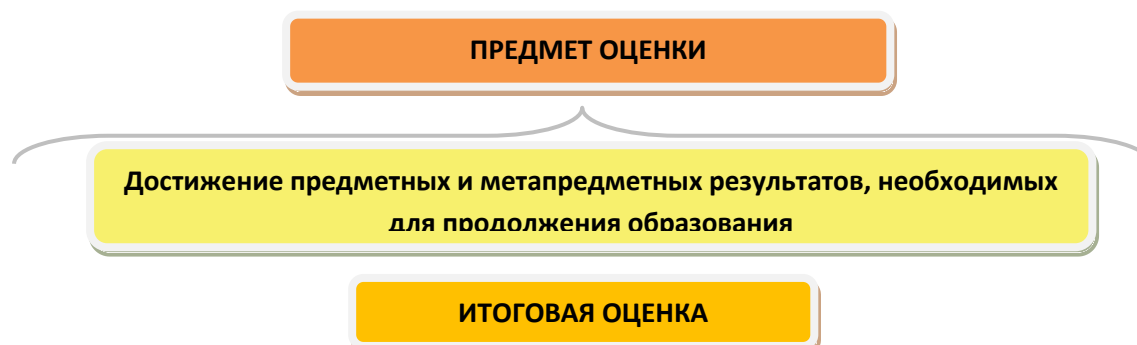 ПРЕДМЕТ ОЦЕНКИ
Достижение предметных и метапредметных результатов, необходимых
для продолжения образования
ИТОГОВАЯ ОЦЕНКА